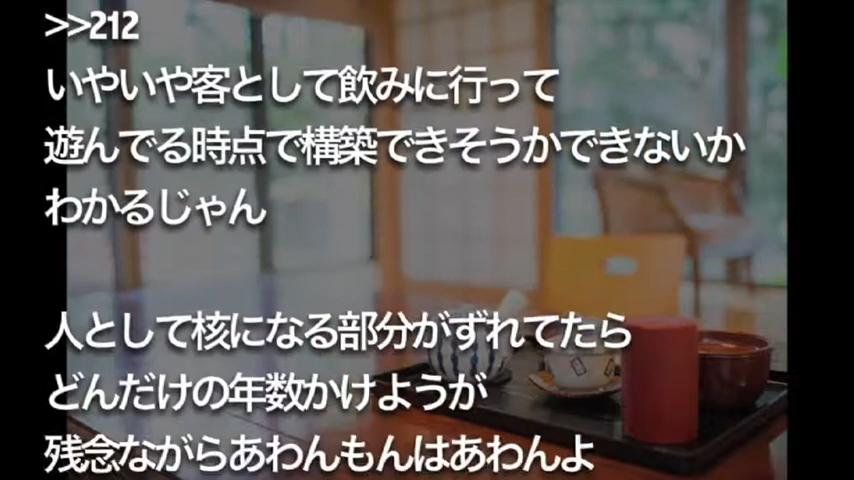 >>212
いやいや客として飲みに行って
遊んでる時点で構築できそうかできないか
わかるじゃん
人として核になる部分がずれてたら
どんだけの年数かけようが
残念ながらあわんもんはあわんよ